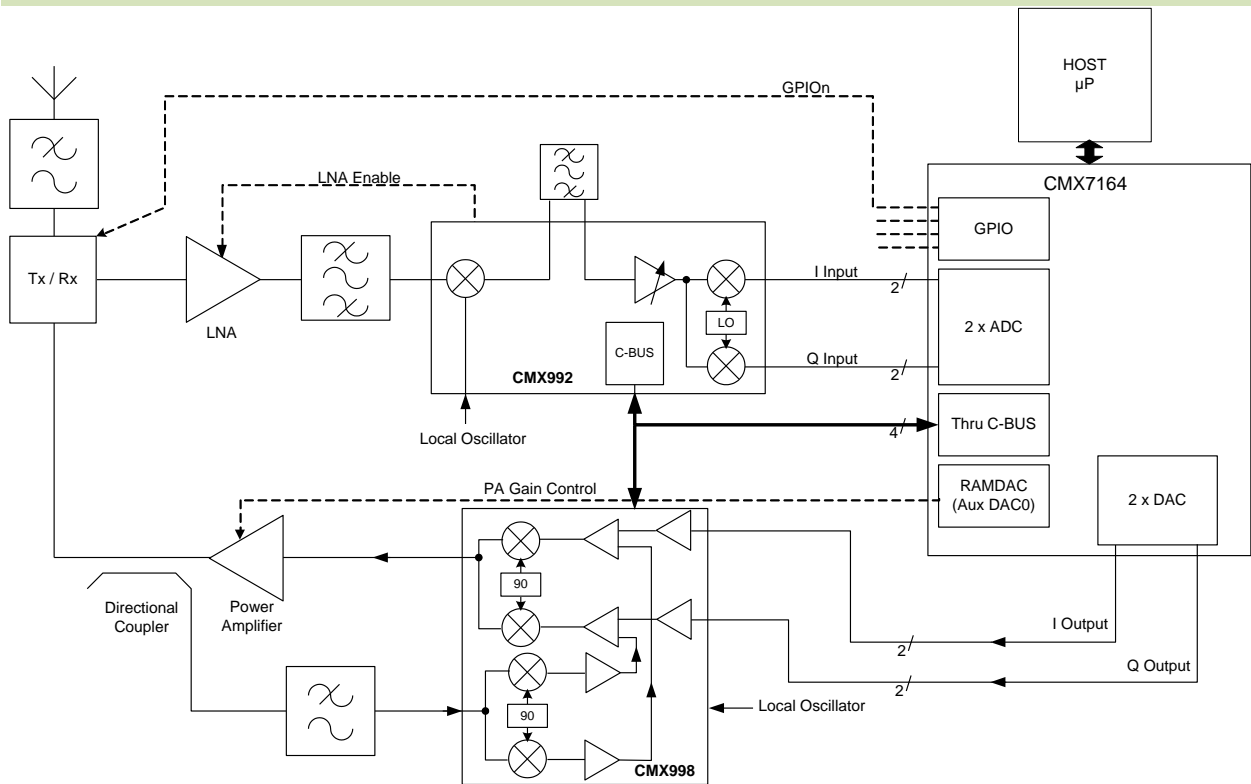 HOST
µP
GPIOn
CMX7164
LNA Enable
GPIO
Tx / Rx
I Input
2
LNA
LO
2 x ADC
C-BUS
Q Input
2
CMX992
Local Oscillator
4
Thru C-BUS
PA Gain Control
RAMDAC
(Aux DAC0)
2 x DAC
90
Directional
Coupler
Power
Amplifier
I Output
2
Q Output
2
90
Local Oscillator
CMX998